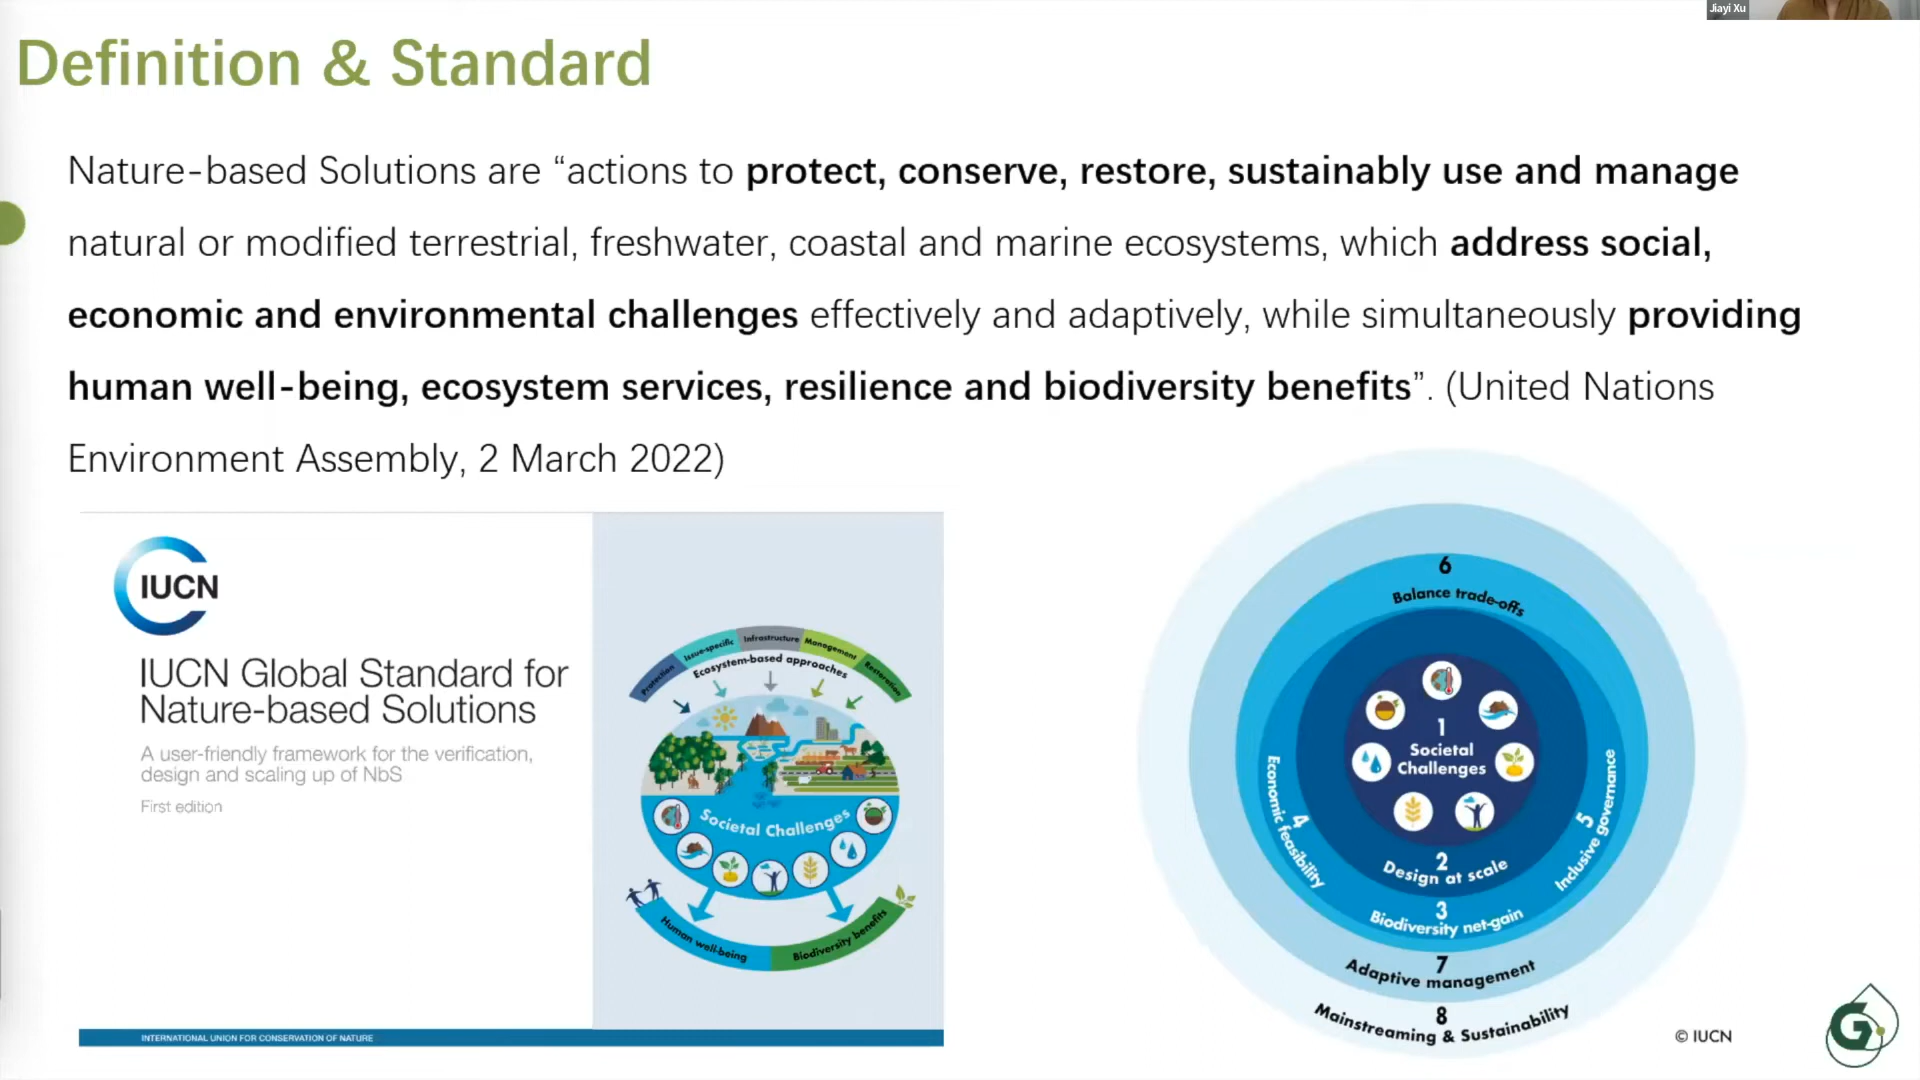 Jiayi Xu
Definition & Standard
Nature-based Solutions are “actions to protect, conserve, restore, sustainably use and manage
natural or modified terrestrial, freshwater, coastal and marine ecosystems, which address social,
economic and environmental challenges effectively and adaptively, while simultaneously providing
human well-being, ecosystem services, resilience and biodiversity benefits”. (United Nations
Environment Assembly, 2 March 2022)
IUCN
IUCN Global Standard for
Nature-based Solutions
A user-friendly framework for the verification,
design and scaling up of NbS
First edition
INTERNATIONAL UNION FOR CONSERVATION OF NATURE
Protection
Issue-specific
Infrastructure
Management
Restoration
Ecosystem-based approaches
Societal Challenges
Human well-being
Biodiversity benefits
6
Balance trade-offs
1
Societal
Challenges
4
Economic feasibility
5
Inclusive governance
2
Design at scale
3
Biodiversity net-gain
7
Adaptive management
8
Mainstreaming & Sustainability
© IUCN
G